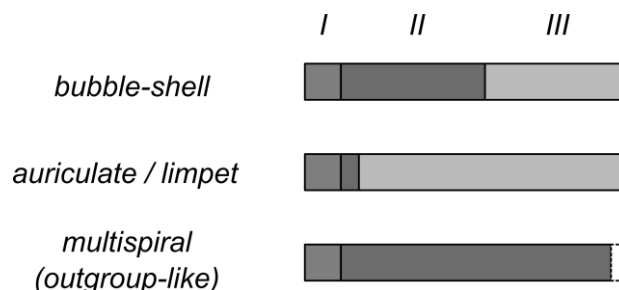 I II III
bubble-shell
auriculate / limpet
multispiral
(outgroup-like)